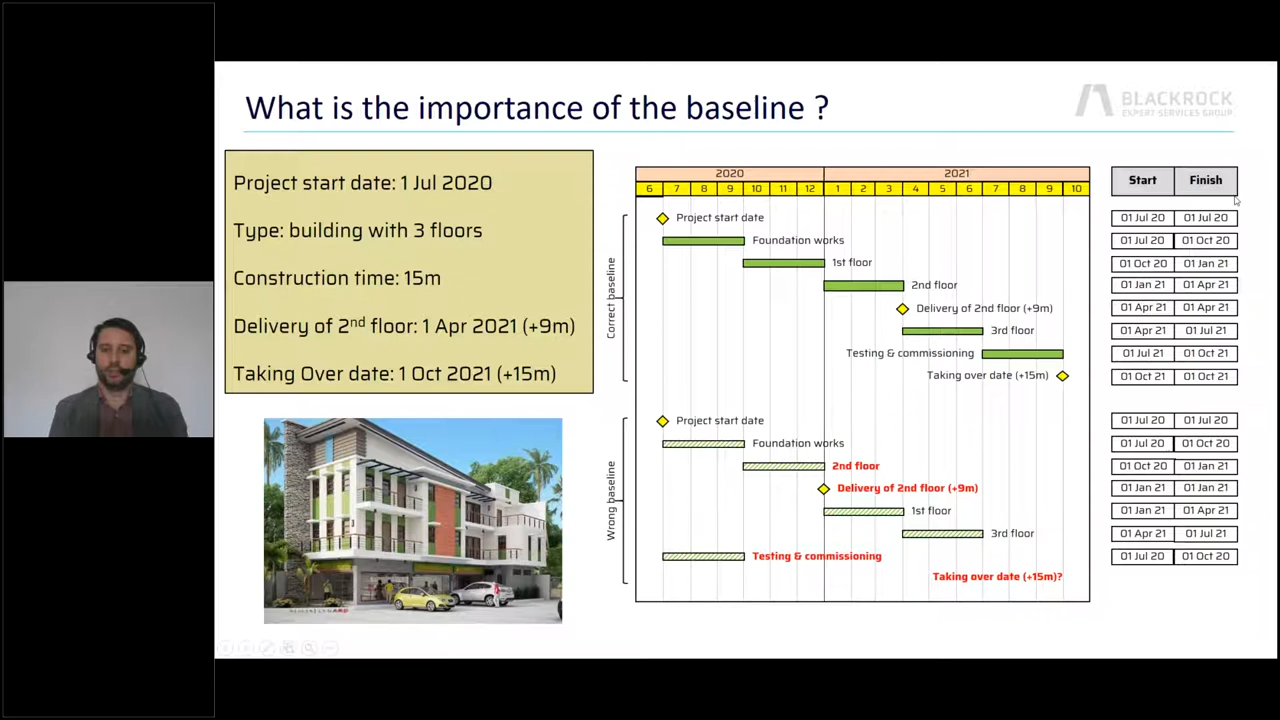 What is the importance of the baseline ?
BLACKROCK
EXPERT SERVICES GROUP
Project start date: 1 Jul 2020
Type: building with 3 floors
Construction time: 15m
Delivery of 2nd floor: 1 Apr 2021 (+9m)
Taking Over date: 1 Oct 2021 (+15m)
2020 2021
6 7 8 9 10 11 12 1 2 3 4 5 6 7 8 9 10
Start Finish
Correct baseline
Project start date 01 Jul 20 01 Jul 20
Foundation works 01 Jul 20 01 Oct 20
1st floor 01 Oct 20 01 Jan 21
2nd floor 01 Jan 21 01 Apr 21
Delivery of 2nd floor (+9m) 01 Apr 21 01 Apr 21
3rd floor 01 Apr 21 01 Jul 21
Testing & commissioning 01 Jul 21 01 Oct 21
Taking over date (+15m) 01 Oct 21 01 Oct 21
Wrong baseline
Project start date 01 Jul 20 01 Jul 20
Foundation works 01 Jul 20 01 Oct 20
2nd floor 01 Oct 20 01 Jan 21
Delivery of 2nd floor (+9m) 01 Jan 21 01 Jan 21
1st floor 01 Jan 21 01 Apr 21
3rd floor 01 Apr 21 01 Jul 21
Testing & commissioning 01 Jul 20 01 Oct 20
Taking over date (+15m)?